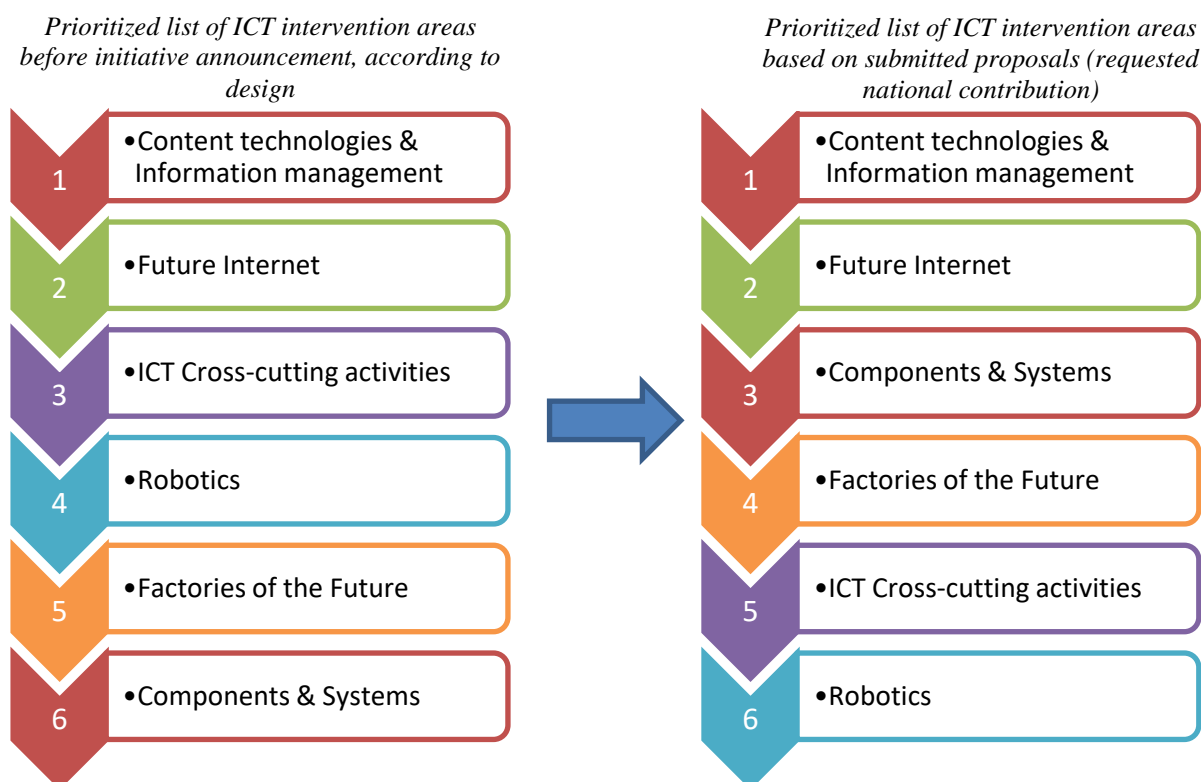 Prioritized list of ICT intervention areas
before initiative announcement, according to
design
1
•Content technologies &
Information management
2
•Future Internet
3
•ICT Cross-cutting activities
4
•Robotics
5
•Factories of the Future
6
•Components & Systems
Prioritized list of ICT intervention areas
based on submitted proposals (requested
national contribution)
1
•Content technologies &
Information management
2
•Future Internet
3
•Components & Systems
4
•Factories of the Future
5
•ICT Cross-cutting activities
6
•Robotics